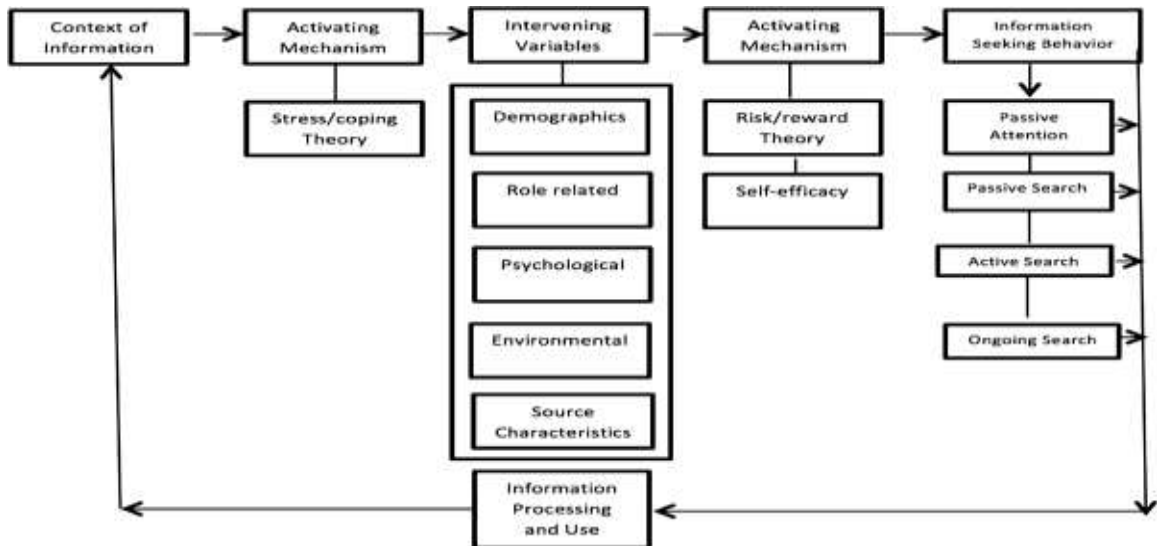 Context of
Information
Activating
Mechanism
Intervening
Variables
Activating
Mechanism
Information
Seeking Behavior
Stress/coping
Theory
Demographics
Role related
Psychological
Environmental
Source
Characteristics
Risk/reward
Theory
Self-efficacy
Passive
Attention
Passive Search
Active Search
Ongoing Search
Information
Processing
and Use